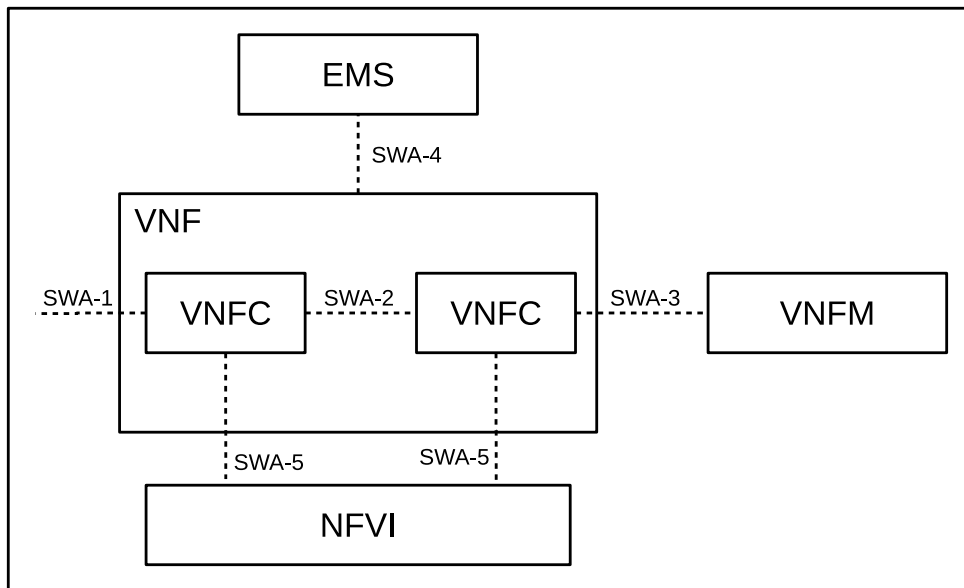 EMS
SWA-4
VNF
SWA-1
VNFC
SWA-2
VNFC
SWA-3
VNFM
SWA-5
SWA-5
NFVI